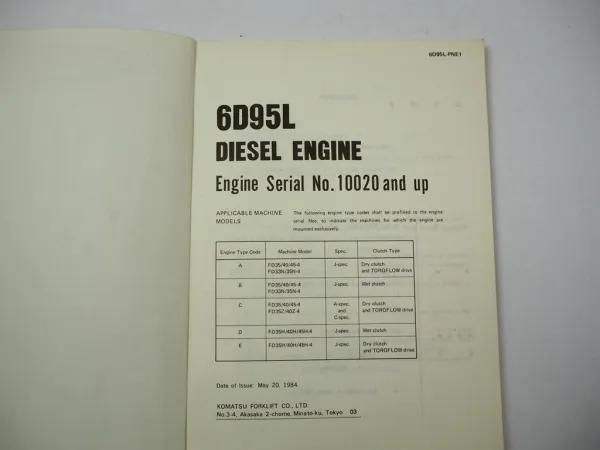 6D95L-PNE1
6D95L
DIESEL ENGINE
Engine Serial No. 10020 and up
APPLICABLE MACHINE MODELS
The following engine type codes shall be prefixed to the engine
serial Nos. to indicate the machines for which the engine are
mounted exclusively.
Engine Type Code Machine Model Spec. Clutch Type
A FD35/40/45-4 J-spec. Dry clutch
FD33N/35N-4 and TORQFLOW drive
B FD35/40/45-4 J-spec. Wet clutch
FD33N/35N-4
C FD35/40/45-4 A-spec. Dry clutch
FD35Z/40Z-4 and and TORQFLOW drive
C-spec.
D FD35H/40H/45H-4 J-spec. Wet clutch
E FD35H/40H/45H-4 J-spec. Dry clutch
and TORQFLOW drive
Date of Issue: May 20, 1984
KOMATSU FORKLIFT CO., LTD.
No.3-4, Akasaka 2-chome, Minato-ku, Tokyo 03